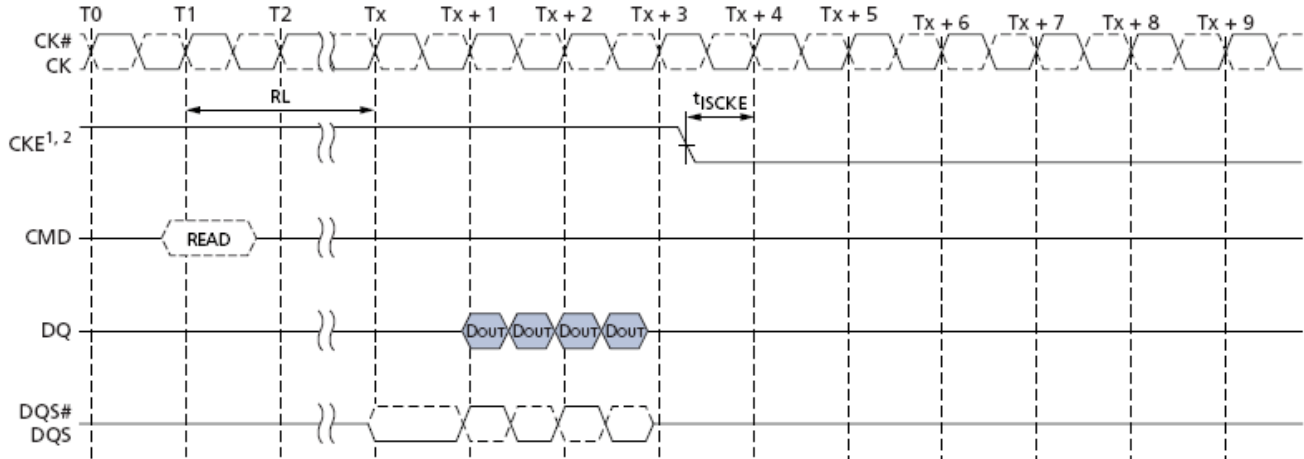 T0 T1 T2 Tx Tx + 1 Tx + 2 Tx + 3 Tx + 4 Tx + 5 Tx + 6 Tx + 7 Tx + 8 Tx + 9
CK#
CK
RL tISCKE
CKE1, 2
CMD READ
DQ DOUT DOUT DOUT DOUT
DQS#
DQS